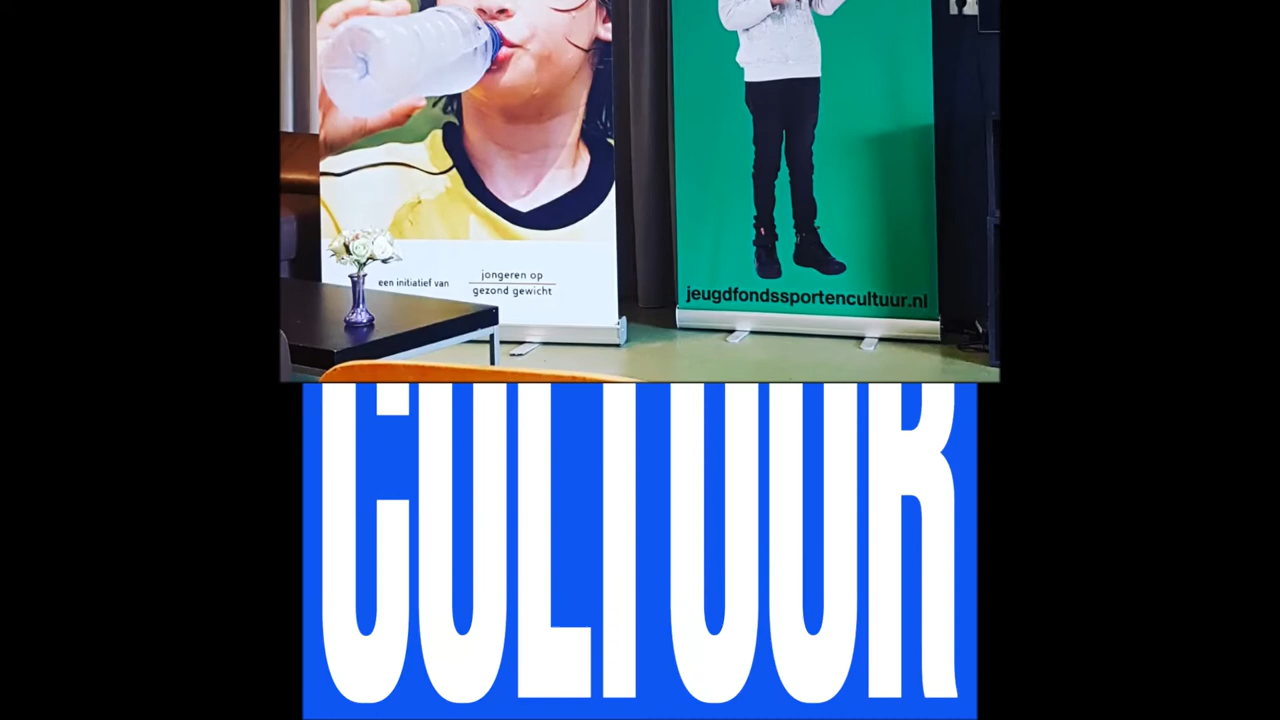 een initiatief van
jongeren op
gezond gewicht
jeugdfondssportencultuur.nl
CULTUUR